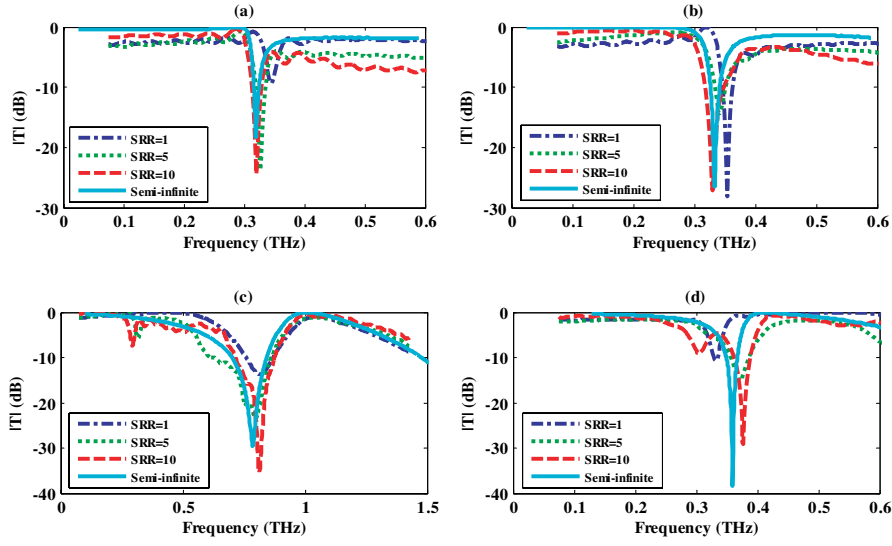 (a)
|T| (dB)
0
-10
-20
-30
0 0.1 0.2 0.3 0.4 0.5 0.6
Frequency (THz)
SRR=1
SRR=5
SRR=10
Semi-infinite
(b)
|T| (dB)
0
-10
-20
-30
0 0.1 0.2 0.3 0.4 0.5 0.6
Frequency (THz)
SRR=1
SRR=5
SRR=10
Semi-infinite
(c)
|T| (dB)
0
-10
-20
-30
-40
0 0.5 1 1.5
Frequency (THz)
SRR=1
SRR=5
SRR=10
Semi-infinite
(d)
|T| (dB)
0
-10
-20
-30
-40
0 0.1 0.2 0.3 0.4 0.5 0.6
Frequency (THz)
SRR=1
SRR=5
SRR=10
Semi-infinite